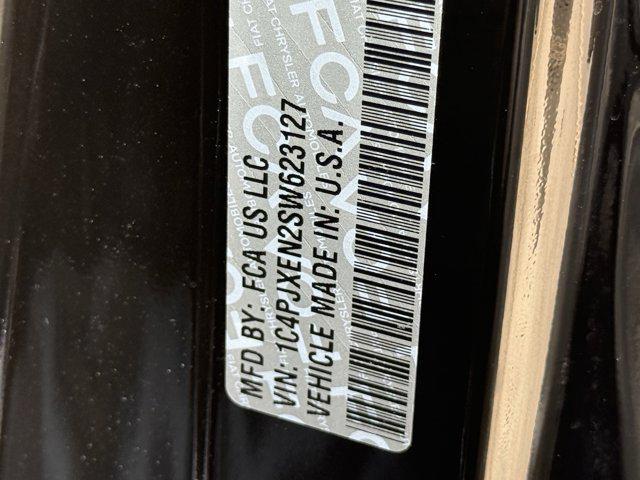 MFD BY: FCA US LLC
VIN: 1C4PJXEN2SW623127
VEHICLE MADE IN: U.S.A.